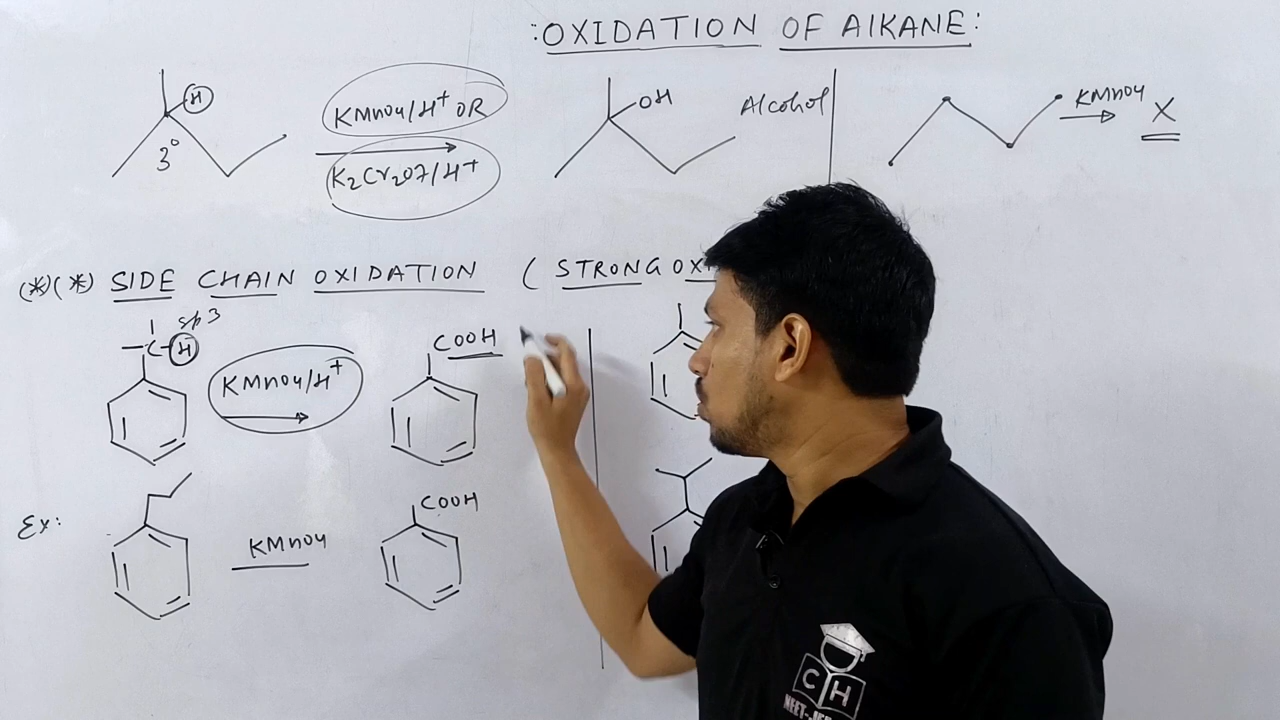 :OXIDATION OF AlKANE:
H
3°
KMnO4/H+ OR
K2Cr2O7/H+
OH
Alcohol
KMnO4
X
(*)(*) SIDE CHAIN OXIDATION ( STRONG OX
sp3
C-H
KMnO4/H+
COOH
Ex:
KMnO4
COOH
CH